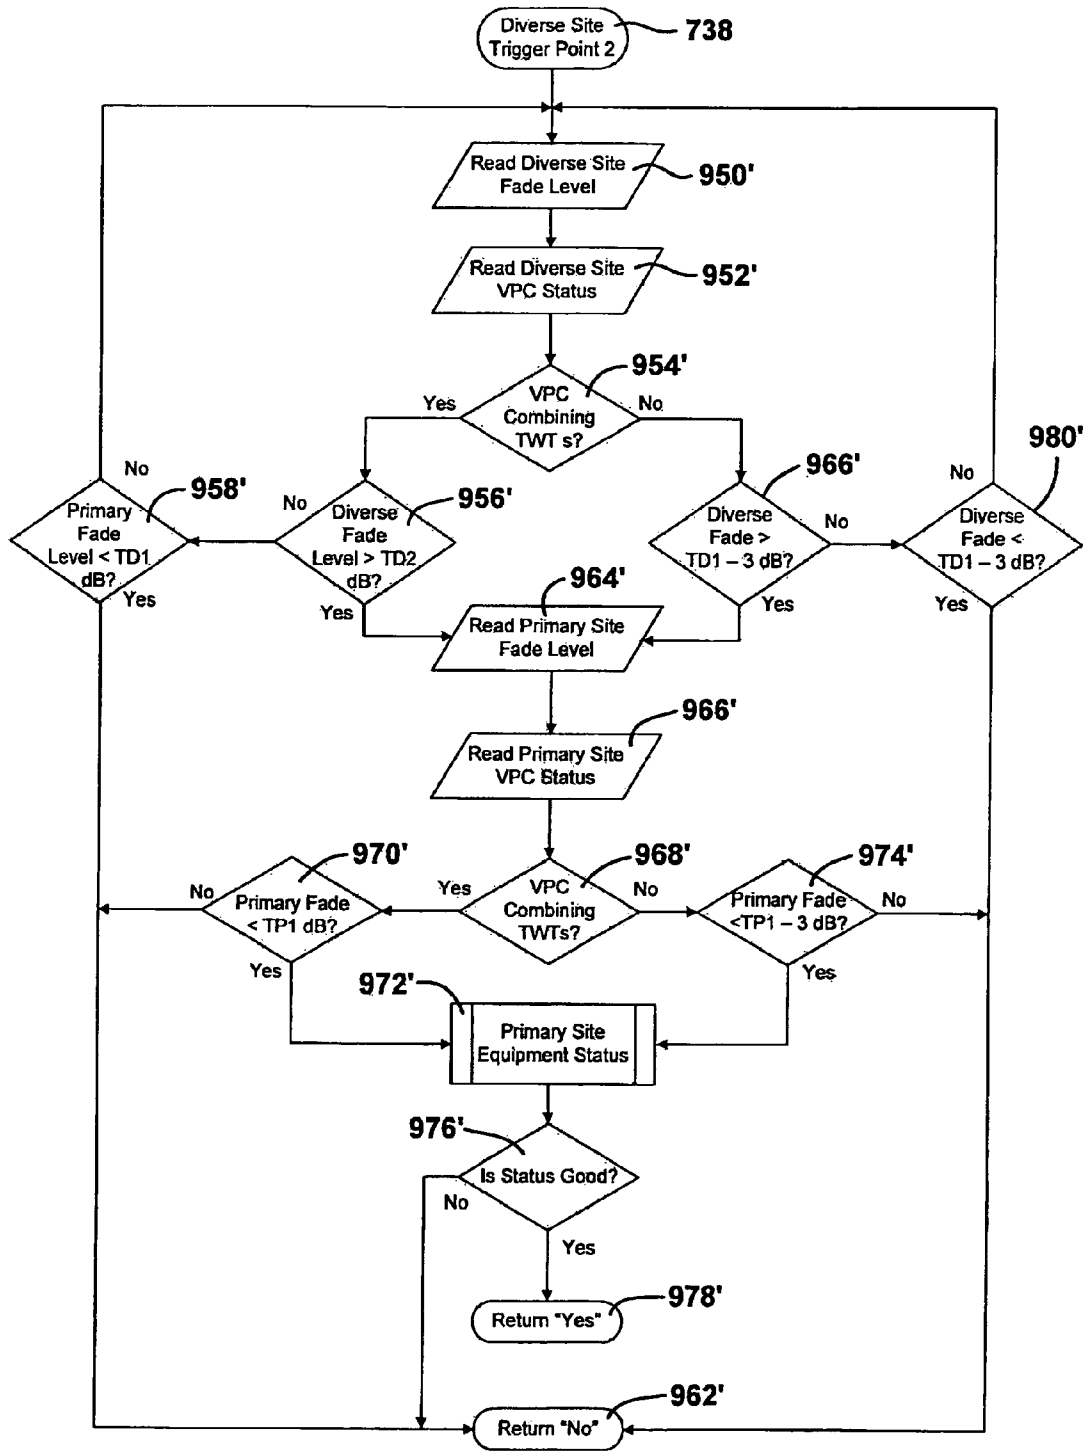 Diverse Site
Trigger Point 2
738
Read Diverse Site
Fade Level
950'
Read Diverse Site
VPC Status
952'
954'
VPC
Combining
TWT s?
Yes
No
980'
No
958'
Primary
Fade
Level < TD1
dB?
Yes
No
956'
Diverse
Fade
Level > TD2
dB?
Yes
966'
Diverse
Fade >
TD1 – 3 dB?
No
Yes
No
Diverse
Fade <
TD1 – 3 dB?
Yes
964'
Read Primary Site
Fade Level
966'
Read Primary Site
VPC Status
970'
No
Primary Fade
< TP1 dB?
Yes
968'
Yes
VPC
Combining
TWTs?
No
974'
Primary Fade
<TP1 – 3 dB?
No
Yes
972'
Primary Site
Equipment Status
976'
Is Status Good?
No
Yes
978'
Return "Yes"
962'
Return "No"